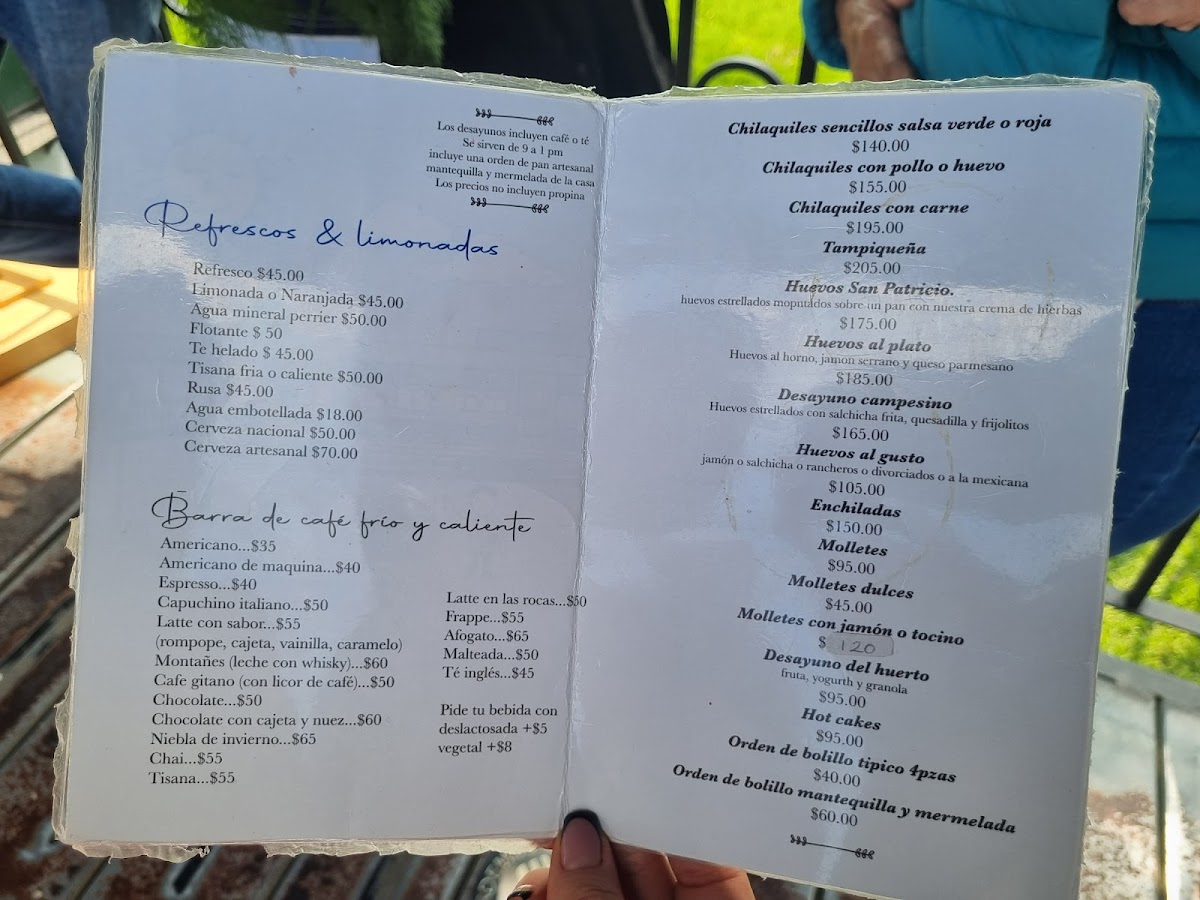 Los desayunos incluyen café o té
Se sirven de 9 a 1 pm
incluye una orden de pan artesanal
mantequilla y mermelada de la casa
Los precios no incluyen propina
Refrescos & limonadas
Refresco $45.00
Limonada o Naranjada $45.00
Agua mineral perrier $50.00
Flotante $ 50
Te helado $ 45.00
Tisana fria o caliente $50.00
Rusa $45.00
Agua embotellada $18.00
Cerveza nacional $50.00
Cerveza artesanal $70.00
Barra de café frío y caliente
Americano...$35
Americano de maquina...$40
Espresso...$40
Capuchino italiano...$50
Latte con sabor...$55
(rompope, cajeta, vainilla, caramelo)
Montañes (leche con whisky)...$60
Cafe gitano (con licor de café)...$50
Chocolate...$50
Chocolate con cajeta y nuez...$60
Niebla de invierno...$65
Chai...$55
Tisana...$55
Latte en las rocas...$50
Frappe...$55
Afogato...$65
Malteada...$50
Té inglés...$45
Pide tu bebida con
deslactosada +$5
vegetal +$8
Chilaquiles sencillos salsa verde o roja
$140.00
Chilaquiles con pollo o huevo
$155.00
Chilaquiles con carne
$195.00
Tampiqueña
$205.00
Huevos San Patricio.
huevos estrellados mopntados sobre un pan con nuestra crema de hierbas
$175.00
Huevos al plato
Huevos al horno, jamon serrano y queso parmesano
$185.00
Desayuno campesino
Huevos estrellados con salchicha frita, quesadilla y frijolitos
$165.00
Huevos al gusto
jamón o salchicha o rancheros o divorciados o a la mexicana
$105.00
Enchiladas
$150.00
Molletes
$95.00
Molletes dulces
$45.00
Molletes con jamón o tocino
$ 120
Desayuno del huerto
fruta, yogurth y granola
$95.00
Hot cakes
$95.00
Orden de bolillo tipico 4pzas
$40.00
Orden de bolillo mantequilla y mermelada
$60.00